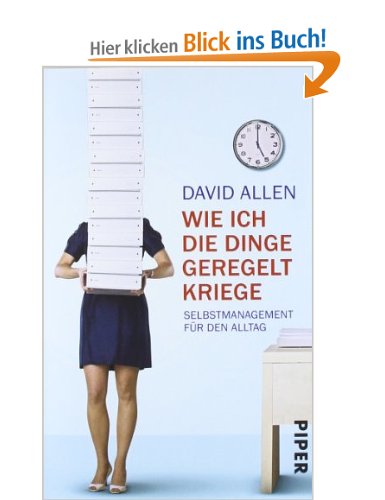 Hier klicken Blick ins Buch!
DAVID ALLEN
WIE ICH
DIE DINGE
GEREGELT
KRIEGE
SELBSTMANAGEMENT
FÜR DEN ALLTAG
PIPER